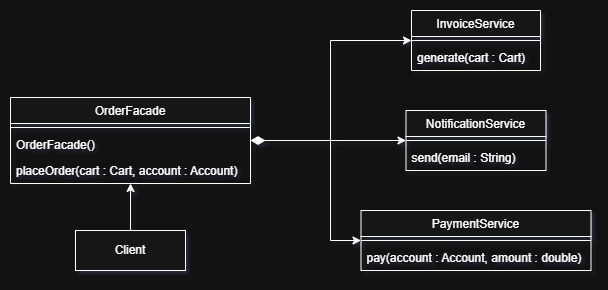 InvoiceService
generate(cart : Cart)
OrderFacade
OrderFacade()
placeOrder(cart : Cart, account : Account)
NotificationService
send(email : String)
PaymentService
pay(account : Account, amount : double)
Client